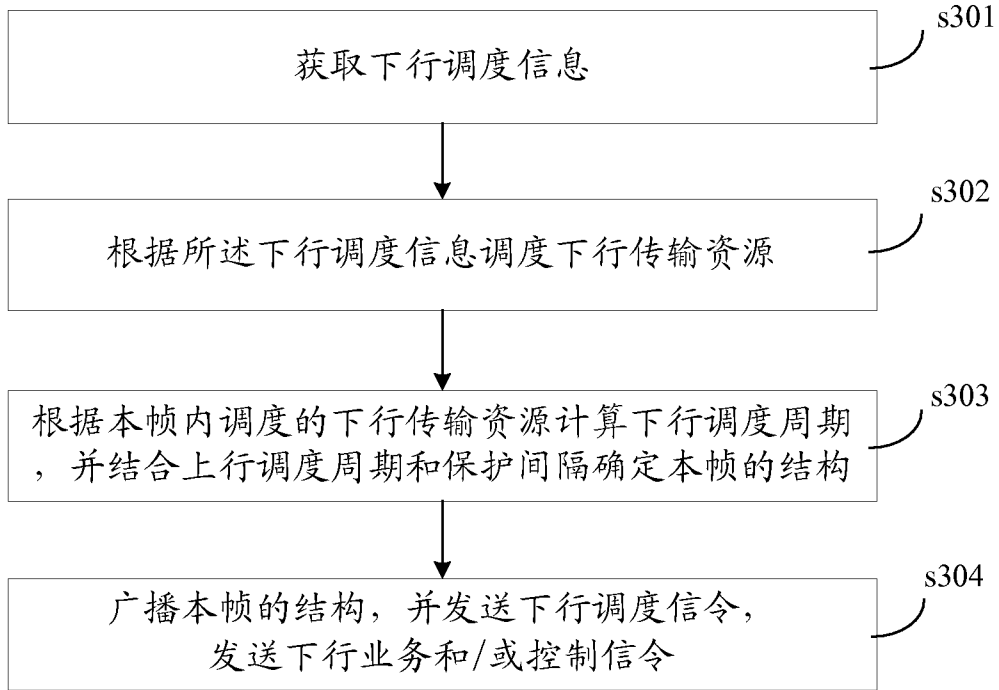 s301
获取下行调度信息
s302
根据所述下行调度信息调度下行传输资源
s303
根据本帧内调度的下行传输资源计算下行调度周期
，并结合上行调度周期和保护间隔确定本帧的结构
s304
广播本帧的结构，并发送下行调度信令，
发送下行业务和/或控制信令